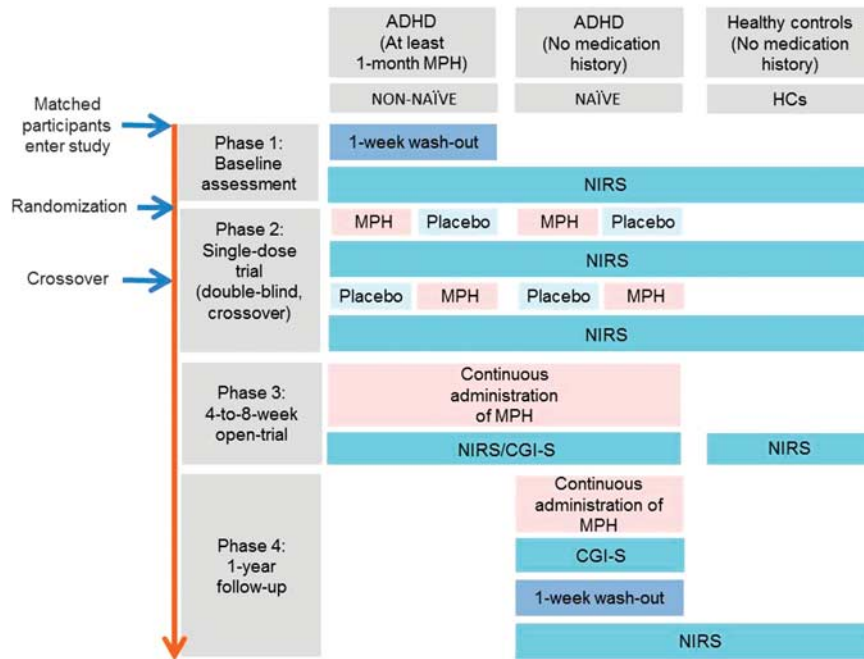 ADHD
(At least
1-month MPH)
ADHD
(No medication
history)
Healthy controls
(No medication
history)
NON-NAÏVE
NAÏVE
HCs
Matched
participants
enter study
Phase 1:
Baseline
assessment
1-week wash-out
NIRS
Randomization
Phase 2:
Single-dose
trial
(double-blind,
crossover)
MPH
Placebo
MPH
Placebo
NIRS
Crossover
Placebo
MPH
Placebo
MPH
NIRS
Phase 3:
4-to-8-week
open-trial
Continuous
administration
of MPH
NIRS/CGI-S
NIRS
Phase 4:
1-year
follow-up
Continuous
administration of
MPH
CGI-S
1-week wash-out
NIRS